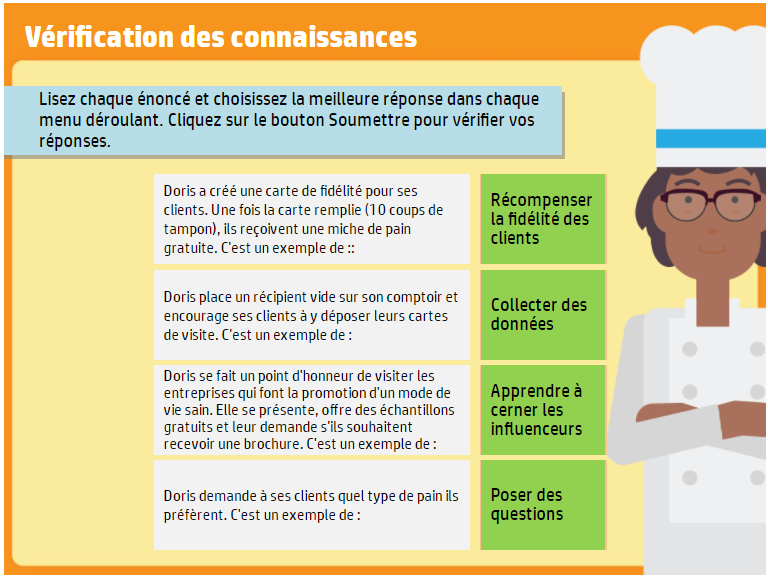 Vérification des connaissances
Lisez chaque énoncé et choisissez la meilleure réponse dans chaque
menu déroulant. Cliquez sur le bouton Soumettre pour vérifier vos
réponses.
Doris a créé une carte de fidélité pour ses
clients. Une fois la carte remplie (10 coups de
tampon), ils reçoivent une miche de pain
gratuite. C'est un exemple de ::
Récompenser
la fidélité des
clients
Doris place un récipient vide sur son comptoir et
encourage ses clients à y déposer leurs cartes
de visite. C'est un exemple de :
Collecter des
données
Doris se fait un point d'honneur de visiter les
entreprises qui font la promotion d'un mode de
vie sain. Elle se présente, offre des échantillons
gratuits et leur demande s'ils souhaitent
recevoir une brochure. C'est un exemple de :
Apprendre à
cerner les
influenceurs
Doris demande à ses clients quel type de pain ils
préfèrent. C'est un exemple de :
Poser des
questions